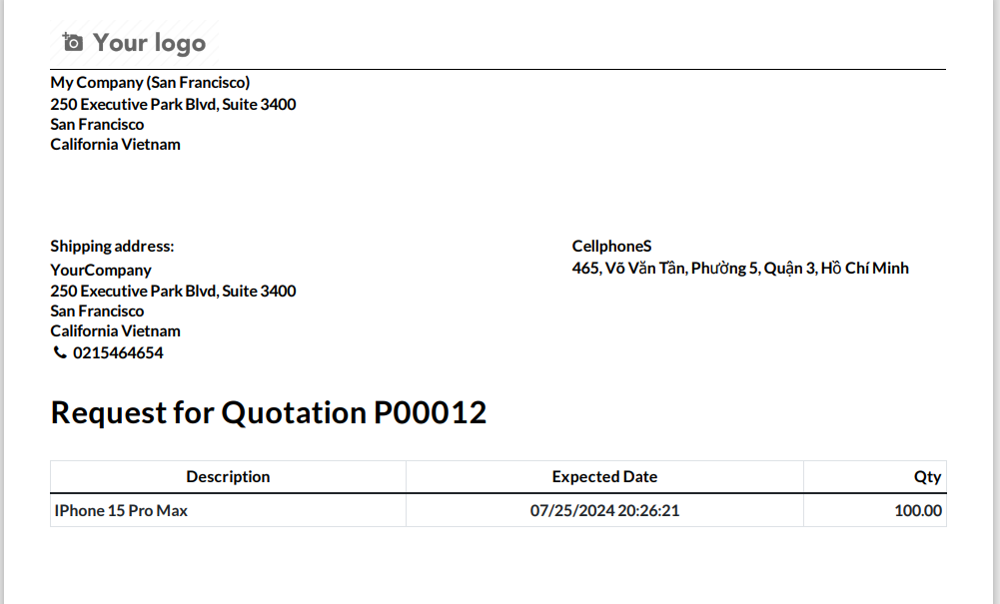 Your logo
My Company (San Francisco)
250 Executive Park Blvd, Suite 3400
San Francisco
California Vietnam
Shipping address:
YourCompany
250 Executive Park Blvd, Suite 3400
San Francisco
California Vietnam
0215464654
CellphoneS
465, Võ Văn Tần, Phường 5, Quận 3, Hồ Chí Minh
Request for Quotation P00012
Description Expected Date Qty
IPhone 15 Pro Max 07/25/2024 20:26:21 100.00